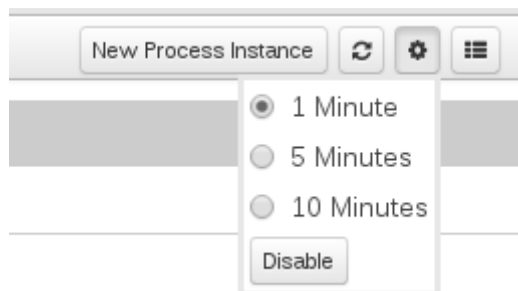 New Process Instance
1 Minute
5 Minutes
10 Minutes
Disable